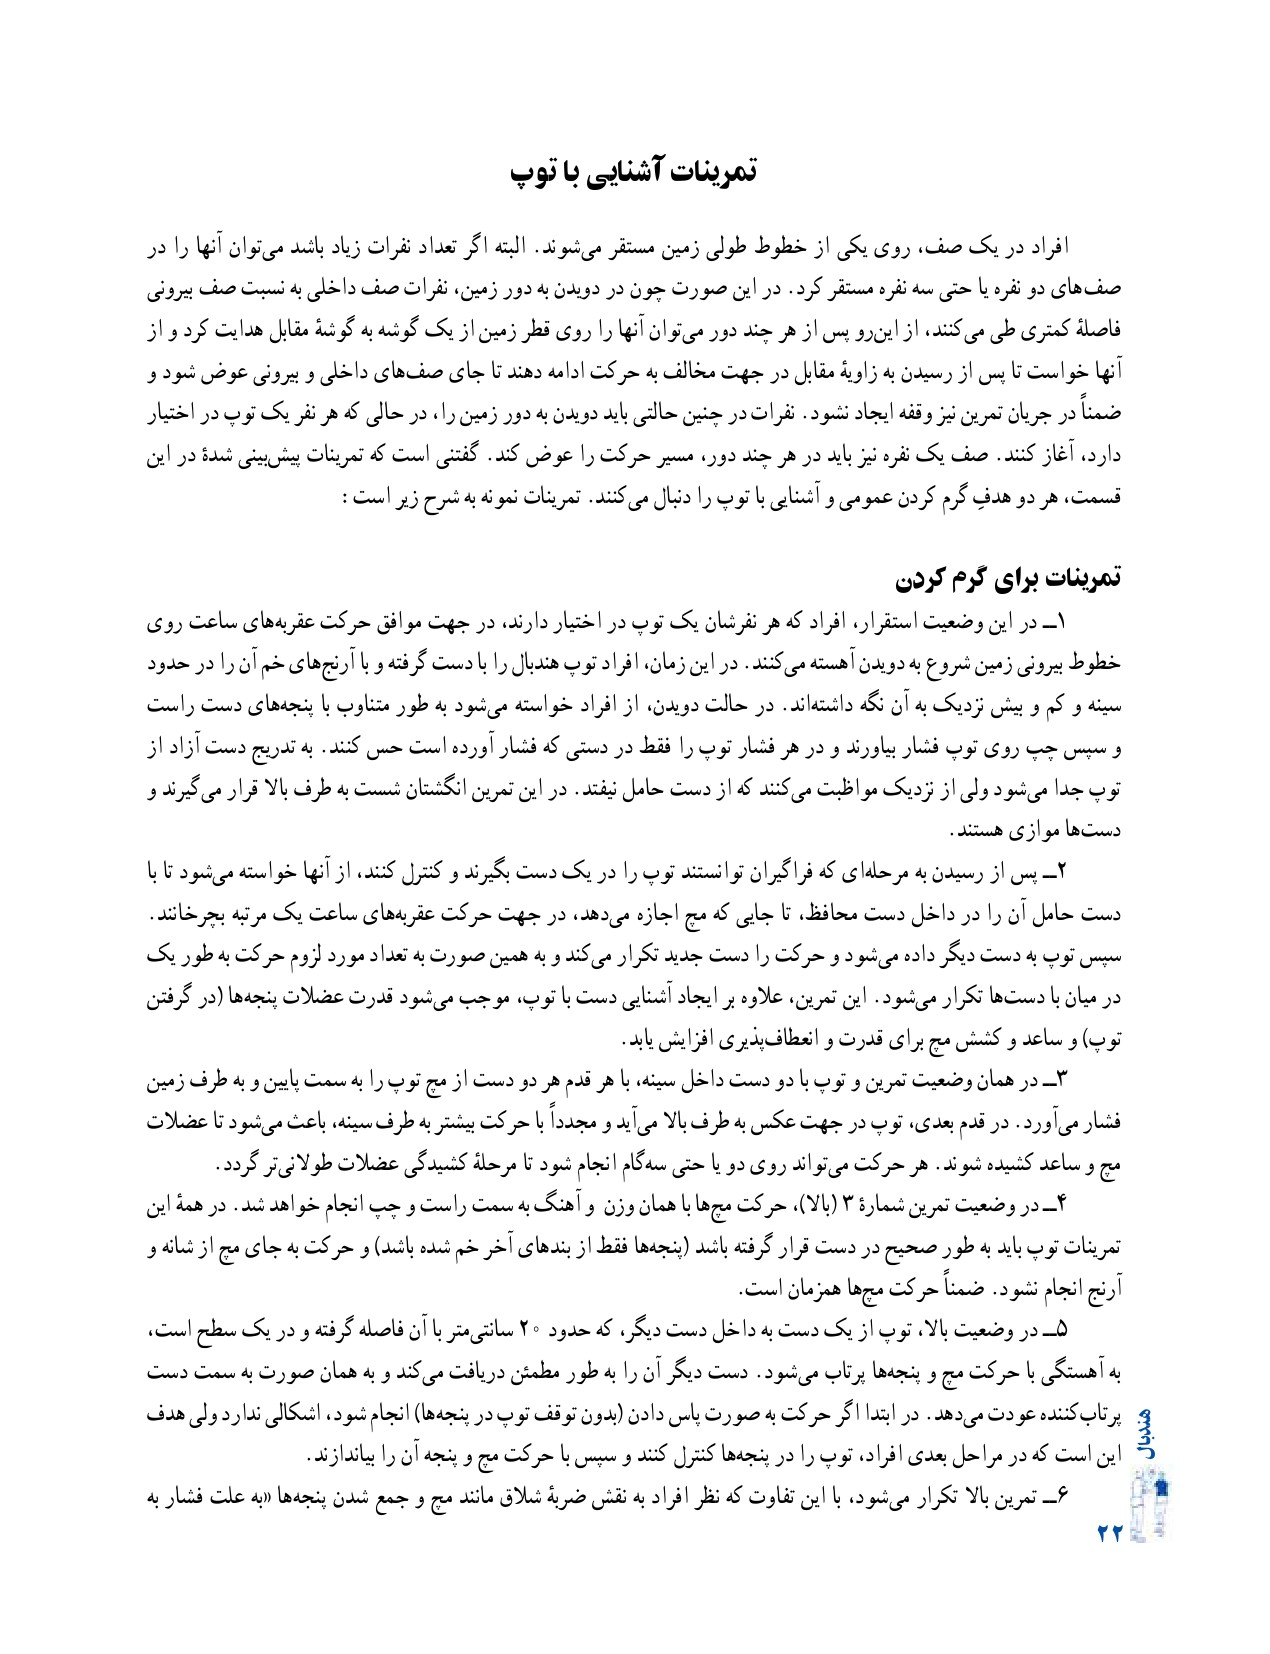 تمرینات آشنایی با توپ
افراد در یک صف، روی یکی از خطوط طولی زمین مستقر می‌شوند. البته اگر تعداد نفرات زیاد باشد می‌توان آنها را در
صف‌های دو نفره یا حتی سه نفره مستقر کرد. در این صورت چون در دویدن به دور زمین، نفرات صف داخلی به نسبت صف بیرونی
فاصلهٔ کمتری طی می‌کنند، از این‌رو پس از هر چند دور می‌توان آنها را روی قطر زمین از یک گوشه به گوشهٔ مقابل هدایت کرد و از
آنها خواست تا پس از رسیدن به زاویهٔ مقابل در جهت مخالف به حرکت ادامه دهند تا جای صف‌های داخلی و بیرونی عوض شود و
ضمناً در جریان تمرین نیز وقفه ایجاد نشود. نفرات در چنین حالتی باید دویدن به دور زمین را، در حالی که هر نفر یک توپ در اختیار
دارد، آغاز کنند. صف یک نفره نیز باید در هر چند دور، مسیر حرکت را عوض کند. گفتنی است که تمرینات پیش‌بینی شدهٔ در این
قسمت، هر دو هدفِ گرم کردن عمومی و آشنایی با توپ را دنبال می‌کنند. تمرینات نمونه به شرح زیر است :
تمرینات برای گرم کردن
۱ــ در این وضعیت استقرار، افراد که هر نفرشان یک توپ در اختیار دارند، در جهت موافق حرکت عقربه‌های ساعت روی
خطوط بیرونی زمین شروع به دویدن آهسته می‌کنند. در این زمان، افراد توپ هندبال را با دست گرفته و با آرنج‌های خم آن را در حدود
سینه و کم و بیش نزدیک به آن نگه داشته‌اند. در حالت دویدن، از افراد خواسته می‌شود به طور متناوب با پنجه‌های دست راست
و سپس چپ روی توپ فشار بیاورند و در هر فشار توپ را فقط در دستی که فشار آورده است حس کنند. به تدریج دست آزاد از
توپ جدا می‌شود ولی از نزدیک مواظبت می‌کنند که از دست حامل نیفتد. در این تمرین انگشتان شست به طرف بالا قرار می‌گیرند و
دست‌ها موازی هستند.
۲ــ پس از رسیدن به مرحله‌ای که فراگیران توانستند توپ را در یک دست بگیرند و کنترل کنند، از آنها خواسته می‌شود تا با
دست حامل آن را در داخل دست محافظ، تا جایی که مچ اجازه می‌دهد، در جهت حرکت عقربه‌های ساعت یک مرتبه بچرخانند.
سپس توپ به دست دیگر داده می‌شود و حرکت را دست جدید تکرار می‌کند و به همین صورت به تعداد مورد لزوم حرکت به طور یک
در میان با دست‌ها تکرار می‌شود. این تمرین، علاوه بر ایجاد آشنایی دست با توپ، موجب می‌شود قدرت عضلات پنجه‌ها (در گرفتن
توپ) و ساعد و کشش مچ برای قدرت و انعطاف‌پذیری افزایش یابد.
۳ــ در همان وضعیت تمرین و توپ با دو دست داخل سینه، با هر قدم هر دو دست از مچ توپ را به سمت پایین و به طرف زمین
فشار می‌آورد. در قدم بعدی، توپ در جهت عکس به طرف بالا می‌آید و مجدداً با حرکت بیشتر به طرف سینه، باعث می‌شود تا عضلات
مچ و ساعد کشیده شوند. هر حرکت می‌تواند روی دو یا حتی سه‌گام انجام شود تا مرحلهٔ کشیدگی عضلات طولانی‌تر گردد.
۴ــ در وضعیت تمرین شمارهٔ ۳ (بالا)، حرکت مچ‌ها با همان وزن و آهنگ به سمت راست و چپ انجام خواهد شد. در همهٔ این
تمرینات توپ باید به طور صحیح در دست قرار گرفته باشد (پنجه‌ها فقط از بندهای آخر خم شده باشد) و حرکت به جای مچ از شانه و
آرنج انجام نشود. ضمناً حرکت مچ‌ها همزمان است.
۵ــ در وضعیت بالا، توپ از یک دست به داخل دست دیگر، که حدود ۲۰ سانتی‌متر با آن فاصله گرفته و در یک سطح است،
به آهستگی با حرکت مچ و پنجه‌ها پرتاب می‌شود. دست دیگر آن را به طور مطمئن دریافت می‌کند و به همان صورت به سمت دست
پرتاب‌کننده عودت می‌دهد. در ابتدا اگر حرکت به صورت پاس دادن (بدون توقف توپ در پنجه‌ها) انجام شود، اشکالی ندارد ولی هدف
این است که در مراحل بعدی افراد، توپ را در پنجه‌ها کنترل کنند و سپس با حرکت مچ و پنجه آن را بیاندازند.
۶ــ تمرین بالا تکرار می‌شود، با این تفاوت که نظر افراد به نقش ضربهٔ شلاق مانند مچ و جمع شدن پنجه‌ها «به علت فشار به
هندبال
۲۲